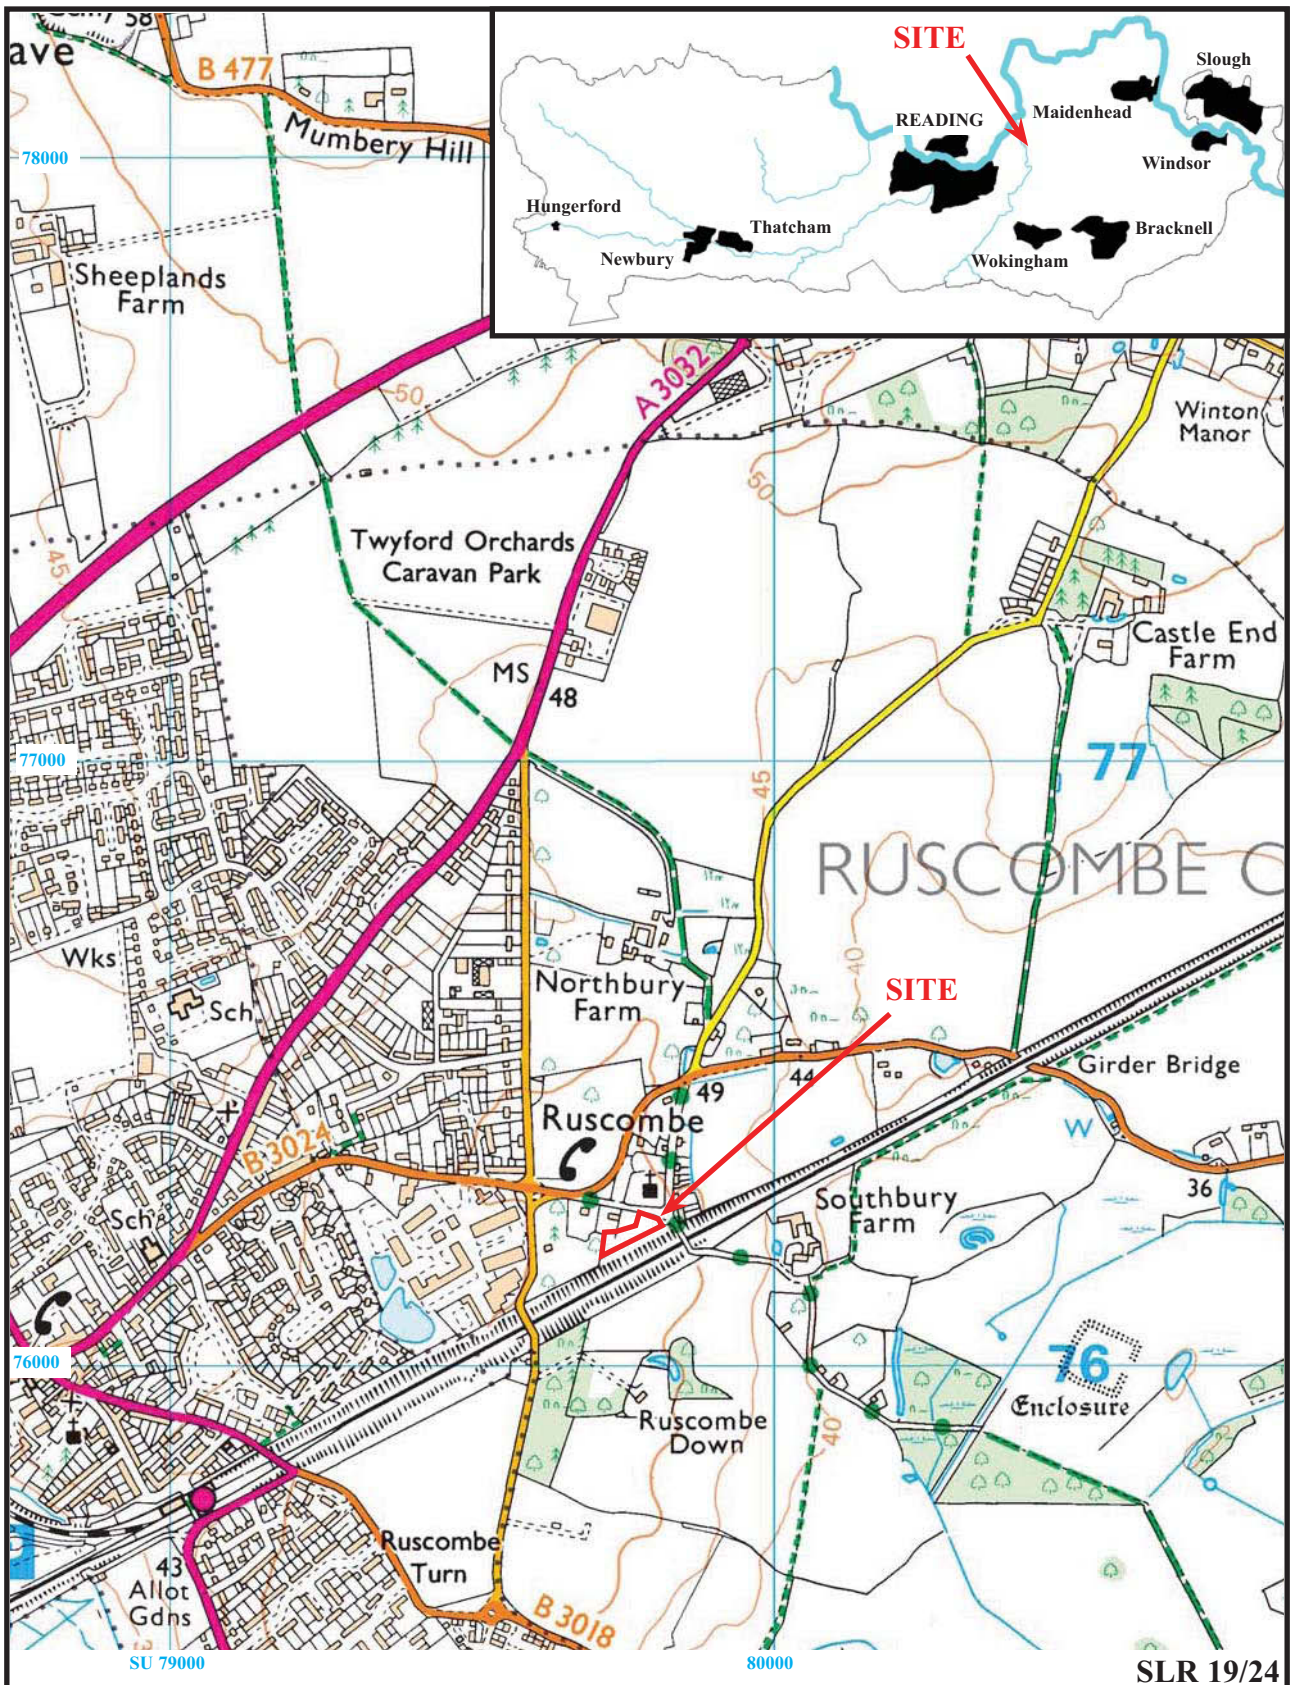 58
ave
B 477
Mumbery Hill
78000
SITE
Slough
Maidenhead
READING
Windsor
Hungerford
Thatcham
Newbury
Bracknell
Wokingham
Sheeplands
Farm
50
A 3032
Winton
Manor
50
45
Twyford Orchards
Caravan Park
MS
48
Castle End
Farm
77000
77
45
RUSCOMBE C
Wks
Sch
Northbury
Farm
40
SITE
44
49
Girder Bridge
Ruscombe
W
B 3024
Sch
Southbury
Farm
36
76000
76
Enclosure
Ruscombe
Down
40
Ruscombe
Turn
43
Allot
Gdns
B 3018
SU 79000
80000
SLR 19/24